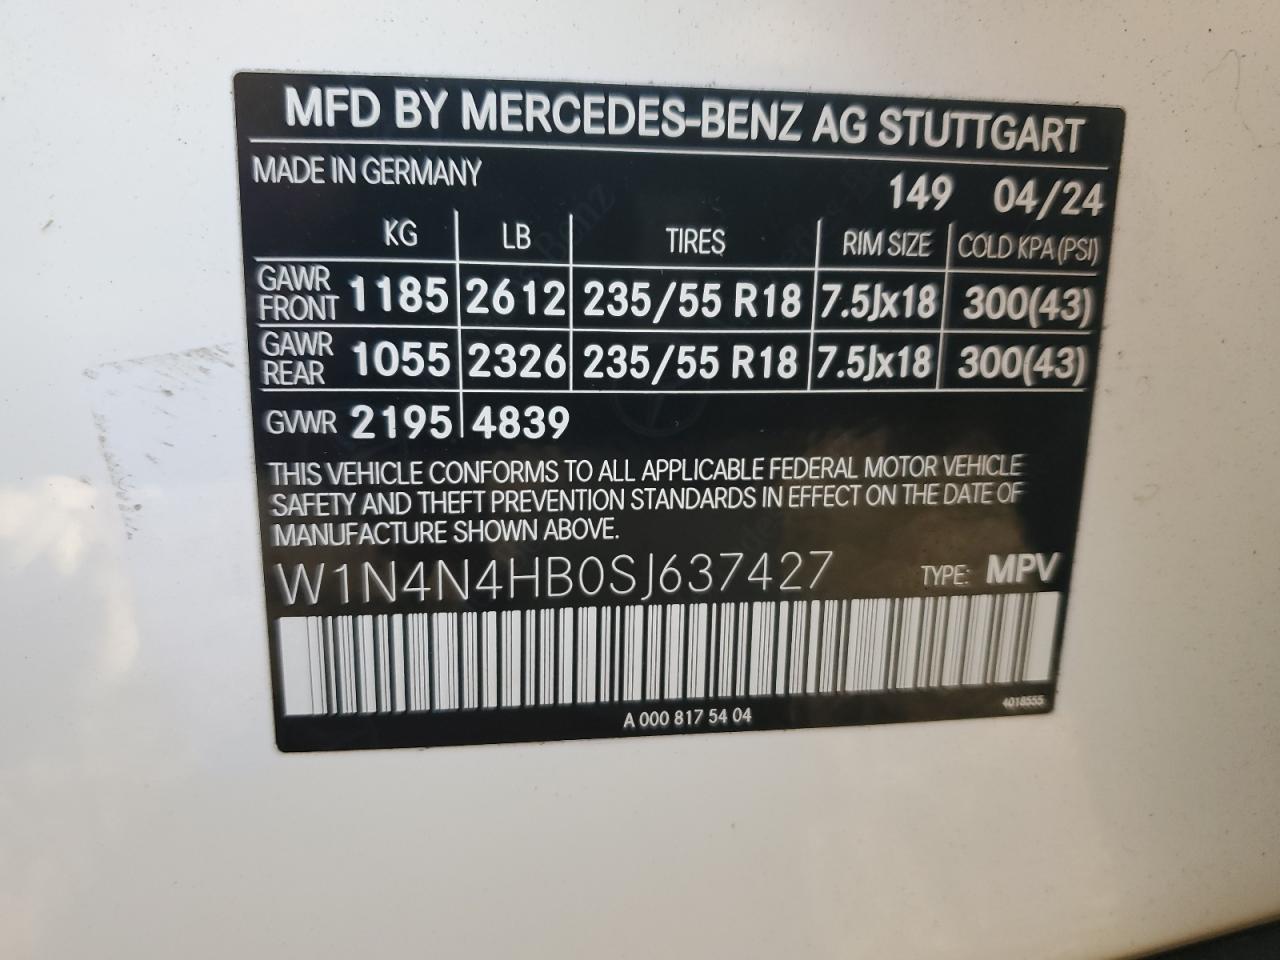 MFD BY MERCEDES-BENZ AG STUTTGART
MADE IN GERMANY
149 04/24
KG LB TIRES RIM SIZE COLD KPA (PSI)
GAWR FRONT 1185 2612 235/55 R18 7.5Jx18 300(43)
GAWR REAR 1055 2326 235/55 R18 7.5Jx18 300(43)
GVWR 2195 4839
THIS VEHICLE CONFORMS TO ALL APPLICABLE FEDERAL MOTOR VEHICLE
SAFETY AND THEFT PREVENTION STANDARDS IN EFFECT ON THE DATE OF
MANUFACTURE SHOWN ABOVE.
W1N4N4HB0SJ637427 TYPE: MPV
A 000 817 54 04
4018555